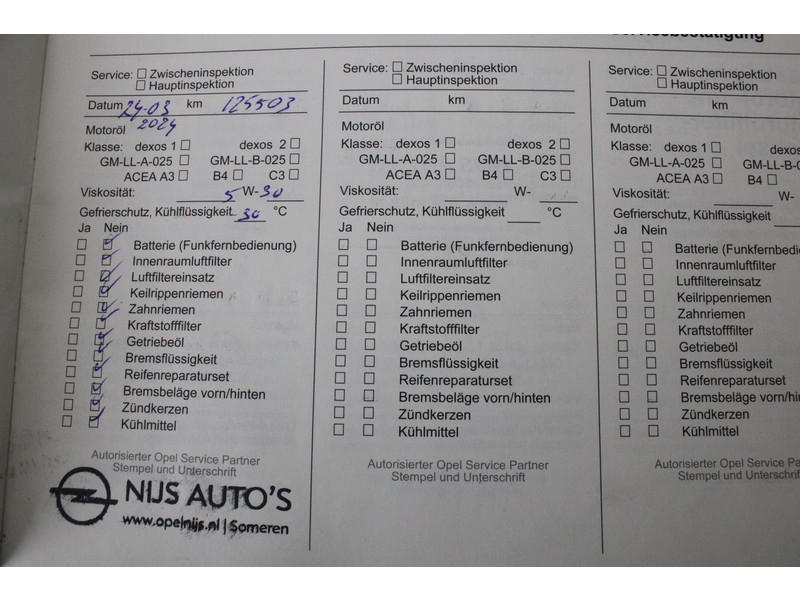 Servicebestätigung
Service: Zwischeninspektion
Hauptinspektion
Datum 24-03 km 125503
2024
Motoröl
Klasse: dexos 1 dexos 2
GM-LL-A-025 GM-LL-B-025
ACEA A3 B4 C3
Viskosität: 5 W-30
Gefrierschutz, Kühlflüssigkeit 30 °C
Ja Nein
Batterie (Funkfernbedienung)
Innenraumluftfilter
Luftfiltereinsatz
Keilrippenriemen
Zahnriemen
Kraftstofffilter
Getriebeöl
Bremsflüssigkeit
Reifenreparaturset
Bremsbeläge vorn/hinten
Zündkerzen
Kühlmittel
Autorisierter Opel Service Partner
Stempel und Unterschrift
NIJS AUTO'S
www.opelnijs.nl | Someren
Service: Zwischeninspektion
Hauptinspektion
Datum km
Motoröl
Klasse: dexos 1 dexos 2
GM-LL-A-025 GM-LL-B-025
ACEA A3 B4 C3
Viskosität: W-
Gefrierschutz, Kühlflüssigkeit °C
Ja Nein
Batterie (Funkfernbedienung)
Innenraumluftfilter
Luftfiltereinsatz
Keilrippenriemen
Zahnriemen
Kraftstofffilter
Getriebeöl
Bremsflüssigkeit
Reifenreparaturset
Bremsbeläge vorn/hinten
Zündkerzen
Kühlmittel
Autorisierter Opel Service Partner
Stempel und Unterschrift
Service: Zwischeninspektion
Hauptinspektion
Datum km
Motoröl
Klasse: dexos 1 dexos
GM-LL-A-025 GM-LL-B-0
ACEA A3 B4
Viskosität: W-
Gefrierschutz, Kühlflüssigkeit
Ja Nein
Batterie (Funkfernbedie
Innenraumluftfilter
Luftfiltereinsatz
Keilrippenriemen
Zahnriemen
Kraftstofffilter
Getriebeöl
Bremsflüssigkeit
Reifenreparaturset
Bremsbeläge vorn/hinten
Zündkerzen
Kühlmittel
Autorisierter Opel Service Par
Stempel und Unterschrift